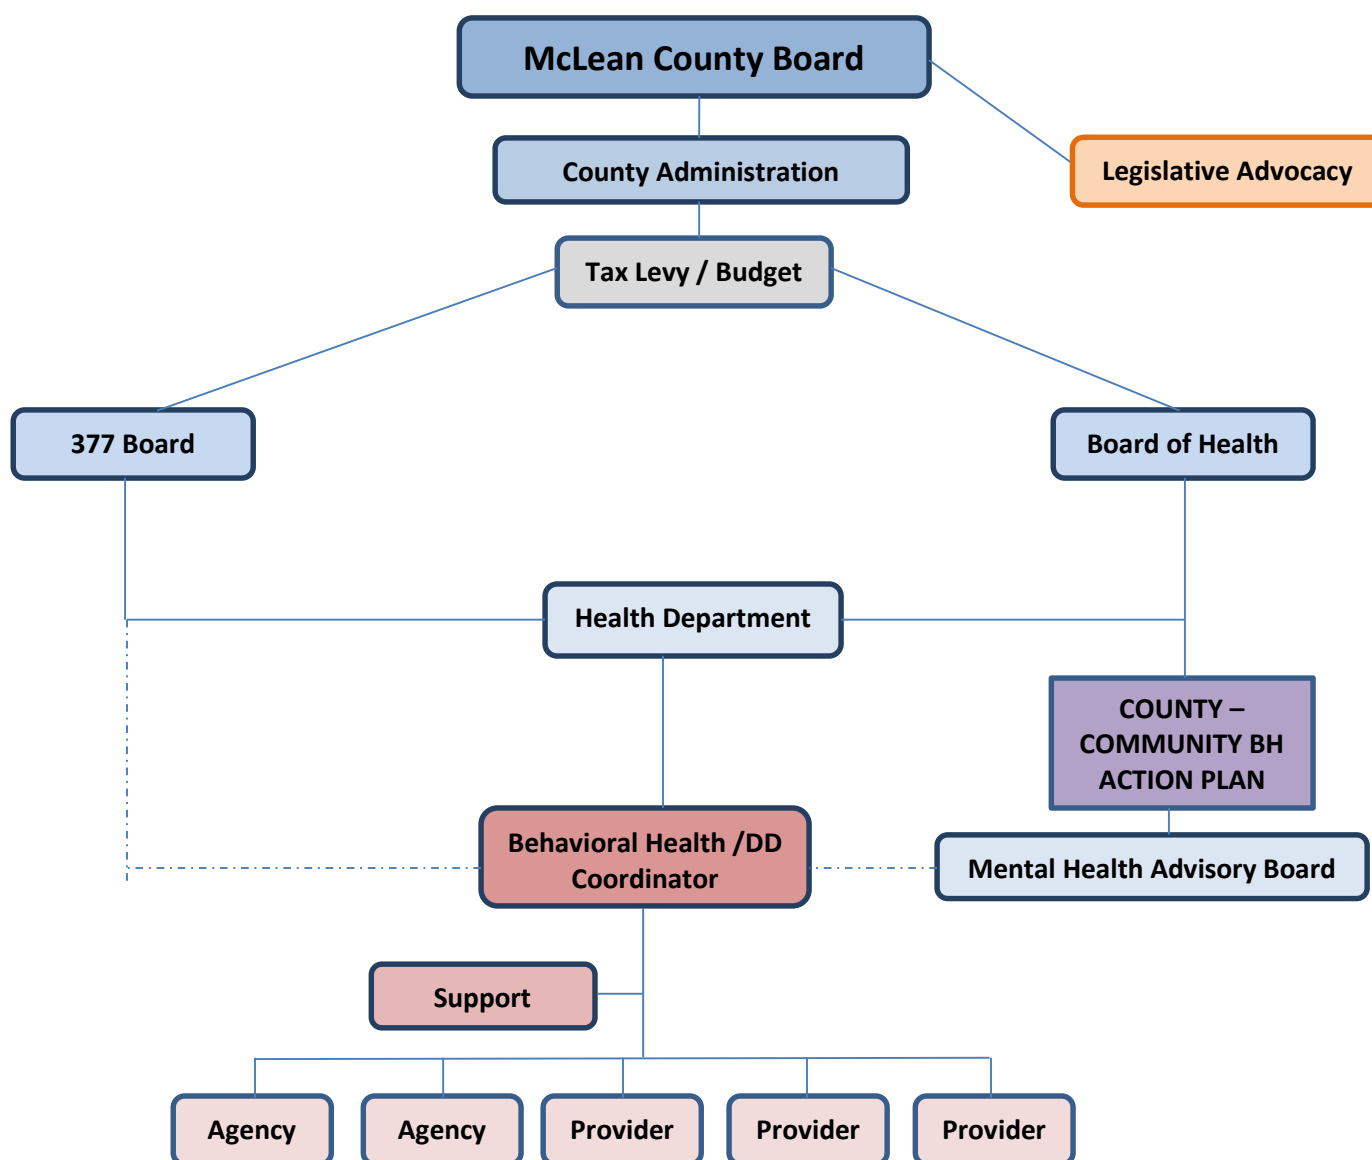 McLean County Board
County Administration
Legislative Advocacy
Tax Levy / Budget
377 Board
Board of Health
Health Department
COUNTY –
COMMUNITY BH
ACTION PLAN
Behavioral Health /DD
Coordinator
Mental Health Advisory Board
Support
Agency
Agency
Provider
Provider
Provider